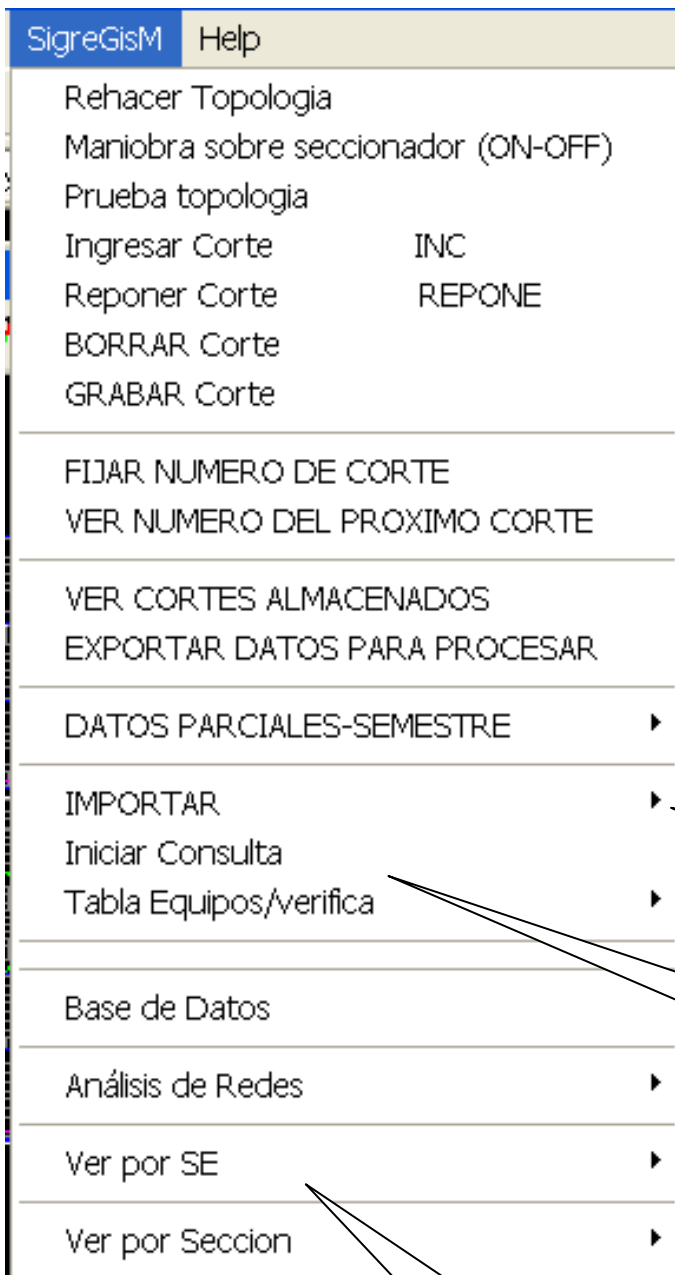 SigreGisM Help
Rehacer Topologia
Maniobra sobre seccionador (ON-OFF)
Prueba topologia
Ingresar Corte INC
Reponer Corte REPONE
BORRAR Corte
GRABAR Corte
FIJAR NUMERO DE CORTE
VER NUMERO DEL PROXIMO CORTE
VER CORTES ALMACENADOS
EXPORTAR DATOS PARA PROCESAR
DATOS PARCIALES-SEMESTRE
IMPORTAR
Iniciar Consulta
Tabla Equipos/verifica
Base de Datos
Análisis de Redes
Ver por SE
Ver por Seccion